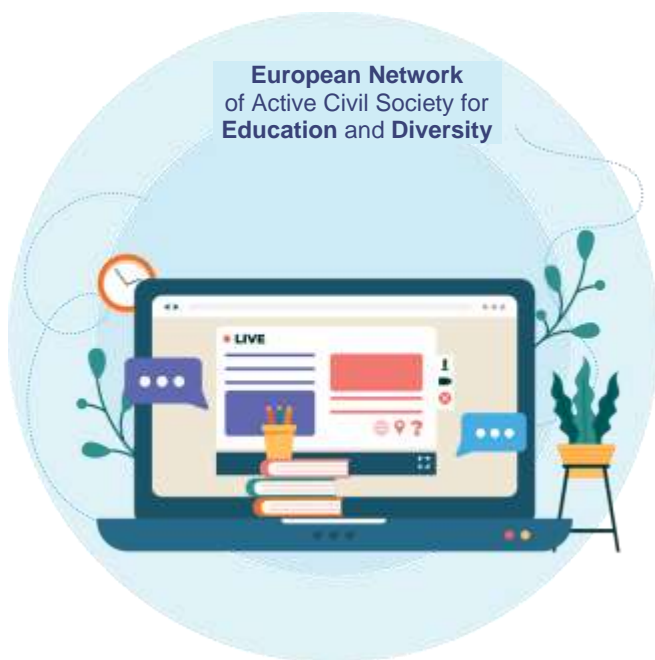 European Network
of Active Civil Society for
Education and Diversity
LIVE
?